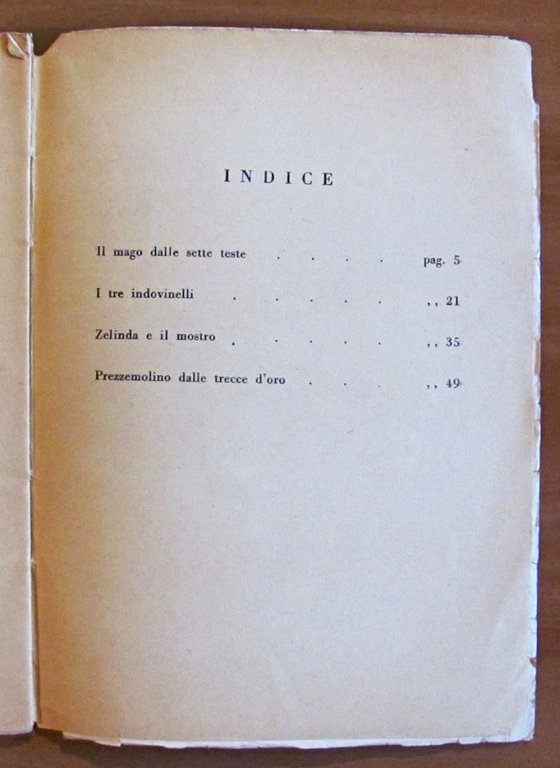 INDICE
Il mago dalle sette teste . . . . pag. 5
I tre indovinelli . . . . . ,, 21
Zelinda e il mostro . . . . . ,, 35
Prezzemolino dalle trecce d'oro . . . ,, 49